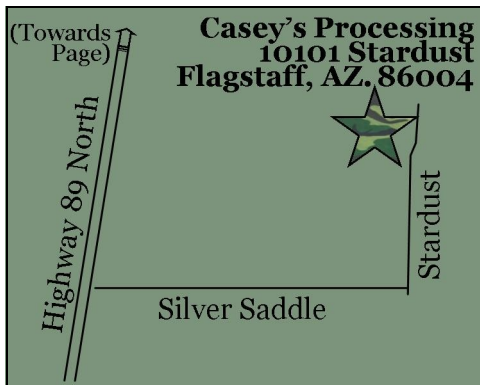 (Towards
Page)
Casey's Processing
10101 Stardust
Flagstaff, AZ. 86004
Highway 89 North
Stardust
Silver Saddle